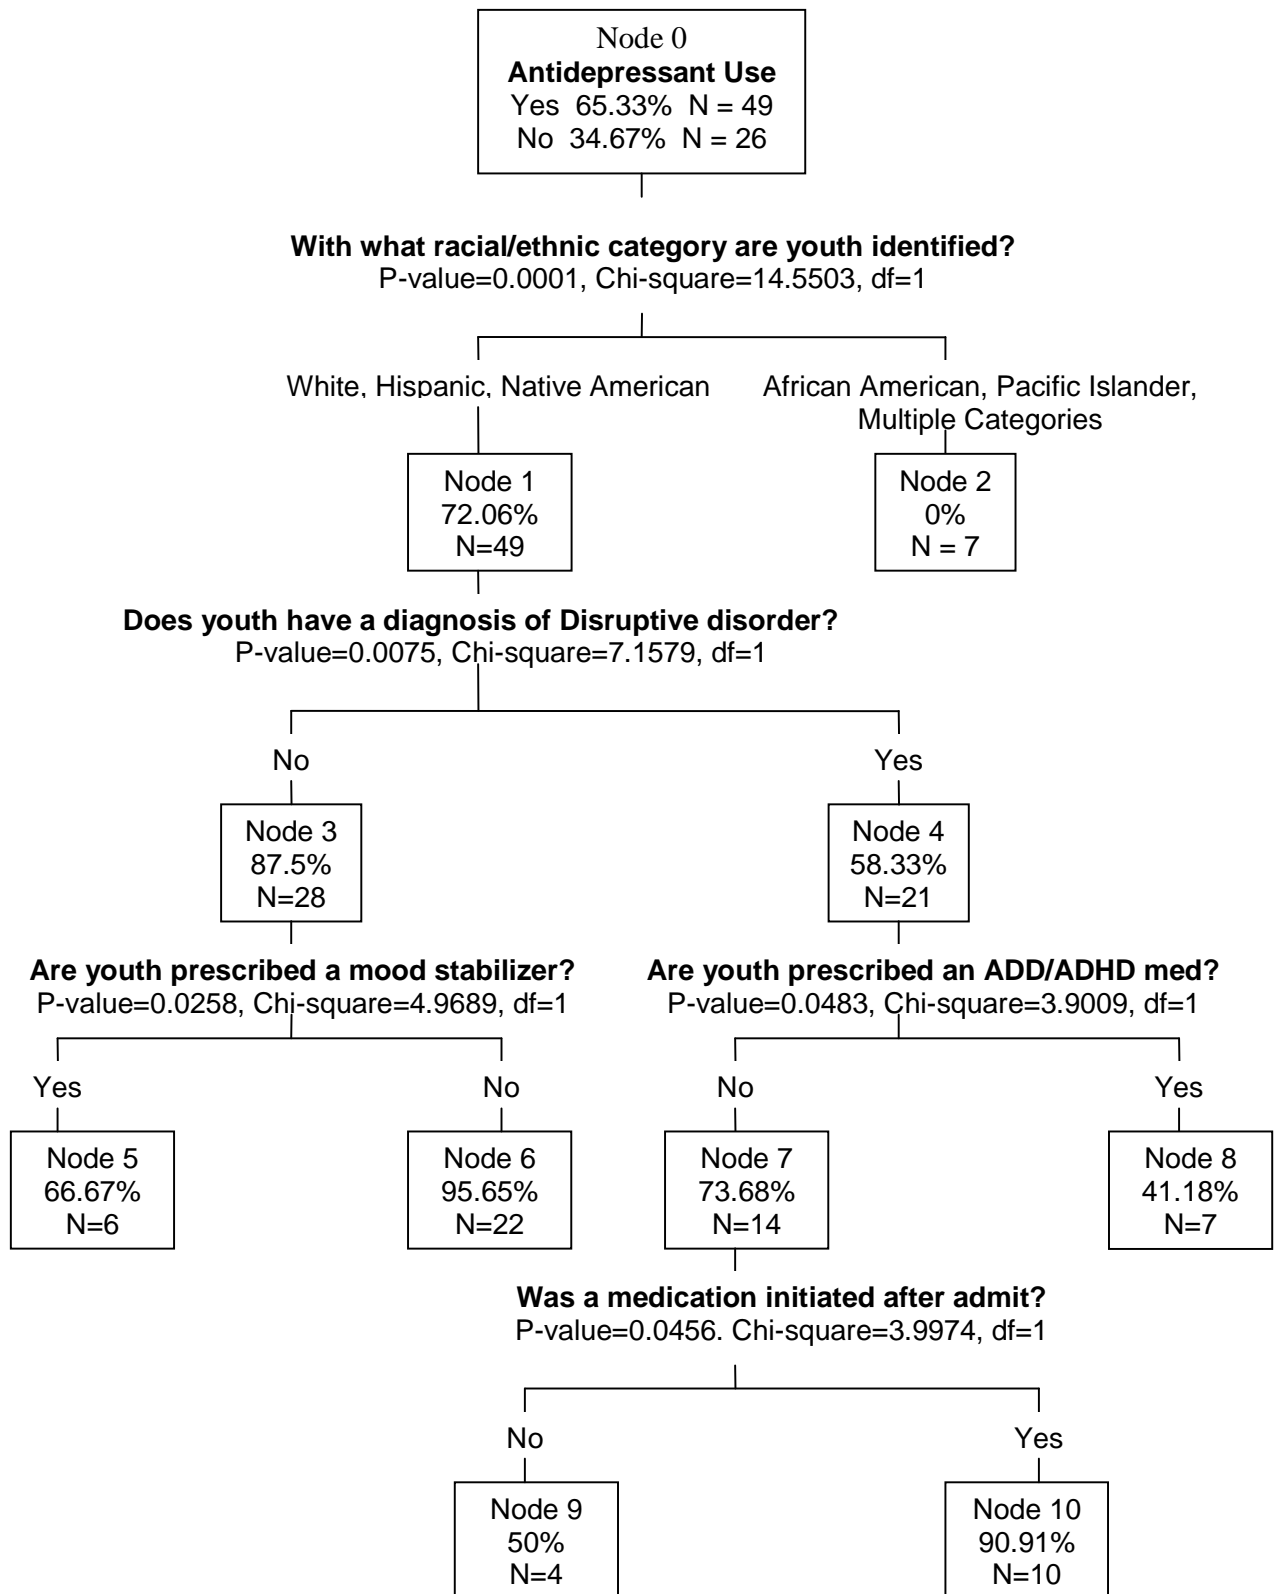 Node 0
Antidepressant Use
Yes 65.33% N = 49
No 34.67% N = 26
With what racial/ethnic category are youth identified?
P-value=0.0001, Chi-square=14.5503, df=1
White, Hispanic, Native American
African American, Pacific Islander,
Multiple Categories
Node 1
72.06%
N=49
Node 2
0%
N = 7
Does youth have a diagnosis of Disruptive disorder?
P-value=0.0075, Chi-square=7.1579, df=1
No
Yes
Node 3
87.5%
N=28
Node 4
58.33%
N=21
Are youth prescribed a mood stabilizer?
P-value=0.0258, Chi-square=4.9689, df=1
Are youth prescribed an ADD/ADHD med?
P-value=0.0483, Chi-square=3.9009, df=1
Yes
No
No
Yes
Node 5
66.67%
N=6
Node 6
95.65%
N=22
Node 7
73.68%
N=14
Node 8
41.18%
N=7
Was a medication initiated after admit?
P-value=0.0456. Chi-square=3.9974, df=1
No
Yes
Node 9
50%
N=4
Node 10
90.91%
N=10